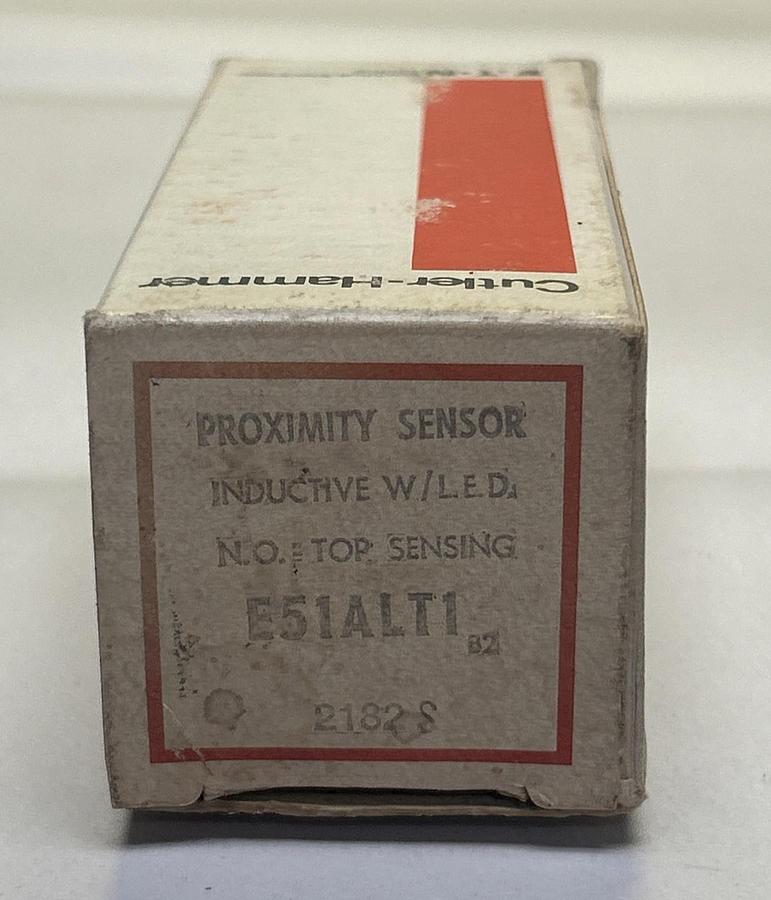 Cutler-Hammer
PROXIMITY SENSOR
INDUCTIVE W/L.E.D.
N.O. - TOP SENSING
E51ALT1 B2
2182 S